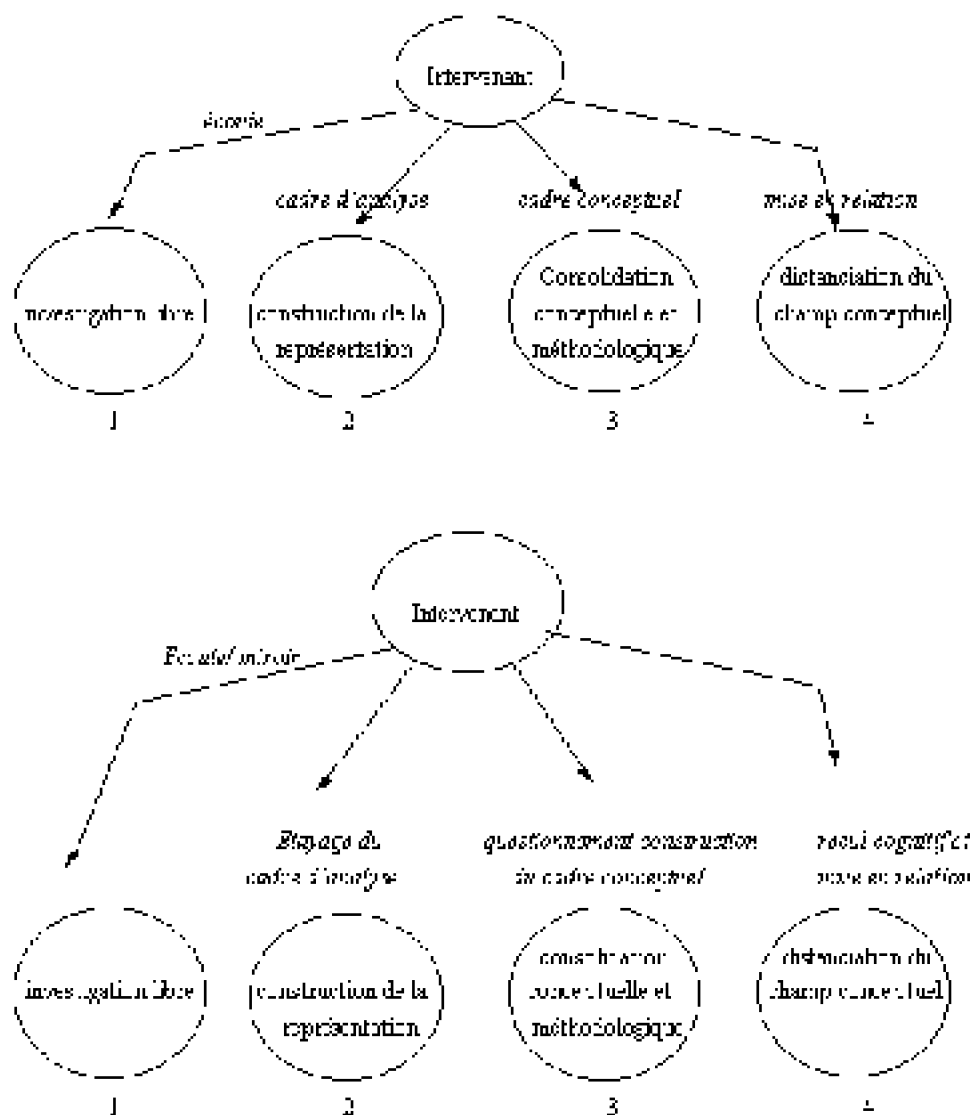 Intervenant
écoute
cadre d'analyse
cadre conceptuel
mise en relation
investigation libre
construction de la
représentation
Consolidation
conceptuelle et
méthodologique
distanciation du
champ conceptuel
1
2
3
4
Intervenant
Ecoute/ miroir
du
cadre d'analyse
questionnement construction
du cadre conceptuel
recul cognitif et
mise en relation
investigation libre
construction de la
représentation
consolidation
conceptuelle et
méthodologique
distanciation du
champ conceptuel
1
2
3
4